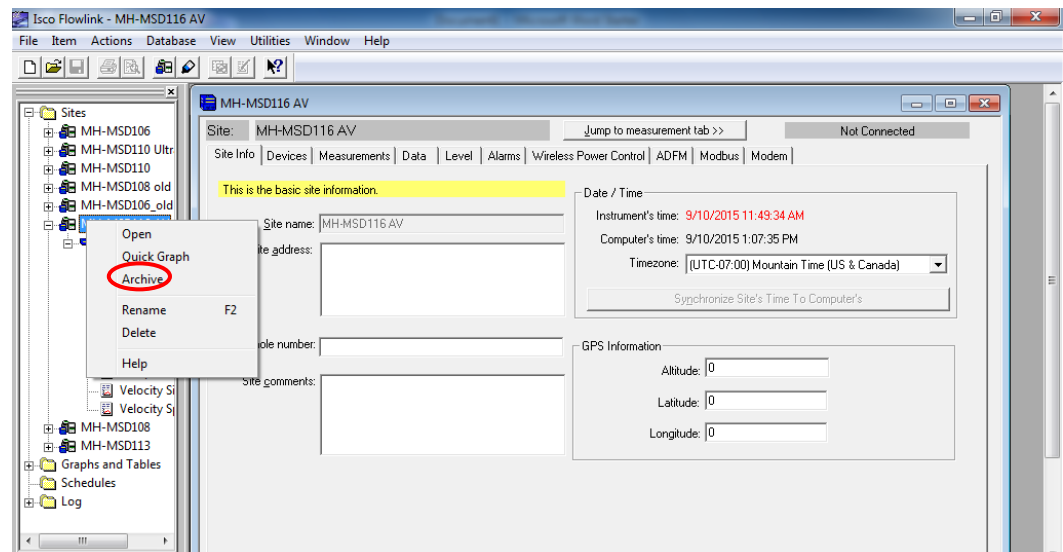 Isco Flowlink - MH-MSD116 AV
File Item Actions Database View Utilities Window Help
Sites
MH-MSD106
MH-MSD110 Ultr
MH-MSD110
MH-MSD108 old
MH-MSD106_old
Open
Quick Graph
Archive
Rename F2
Delete
Help
Velocity Si
Velocity Sp
MH-MSD108
MH-MSD113
Graphs and Tables
Schedules
Log
MH-MSD116 AV
Site: MH-MSD116 AV Jump to measurement tab >> Not Connected
Site Info Devices Measurements Data Level Alarms Wireless Power Control ADFM Modbus Modem
This is the basic site information.
Site name: MH-MSD116 AV
ite address:
ole number:
Site comments:
Date / Time
Instrument's time: 9/10/2015 11:49:34 AM
Computer's time: 9/10/2015 1:07:35 PM
Timezone: (UTC-07:00) Mountain Time (US & Canada)
Synchronize Site's Time To Computer's
GPS Information
Altitude: 0
Latitude: 0
Longitude: 0